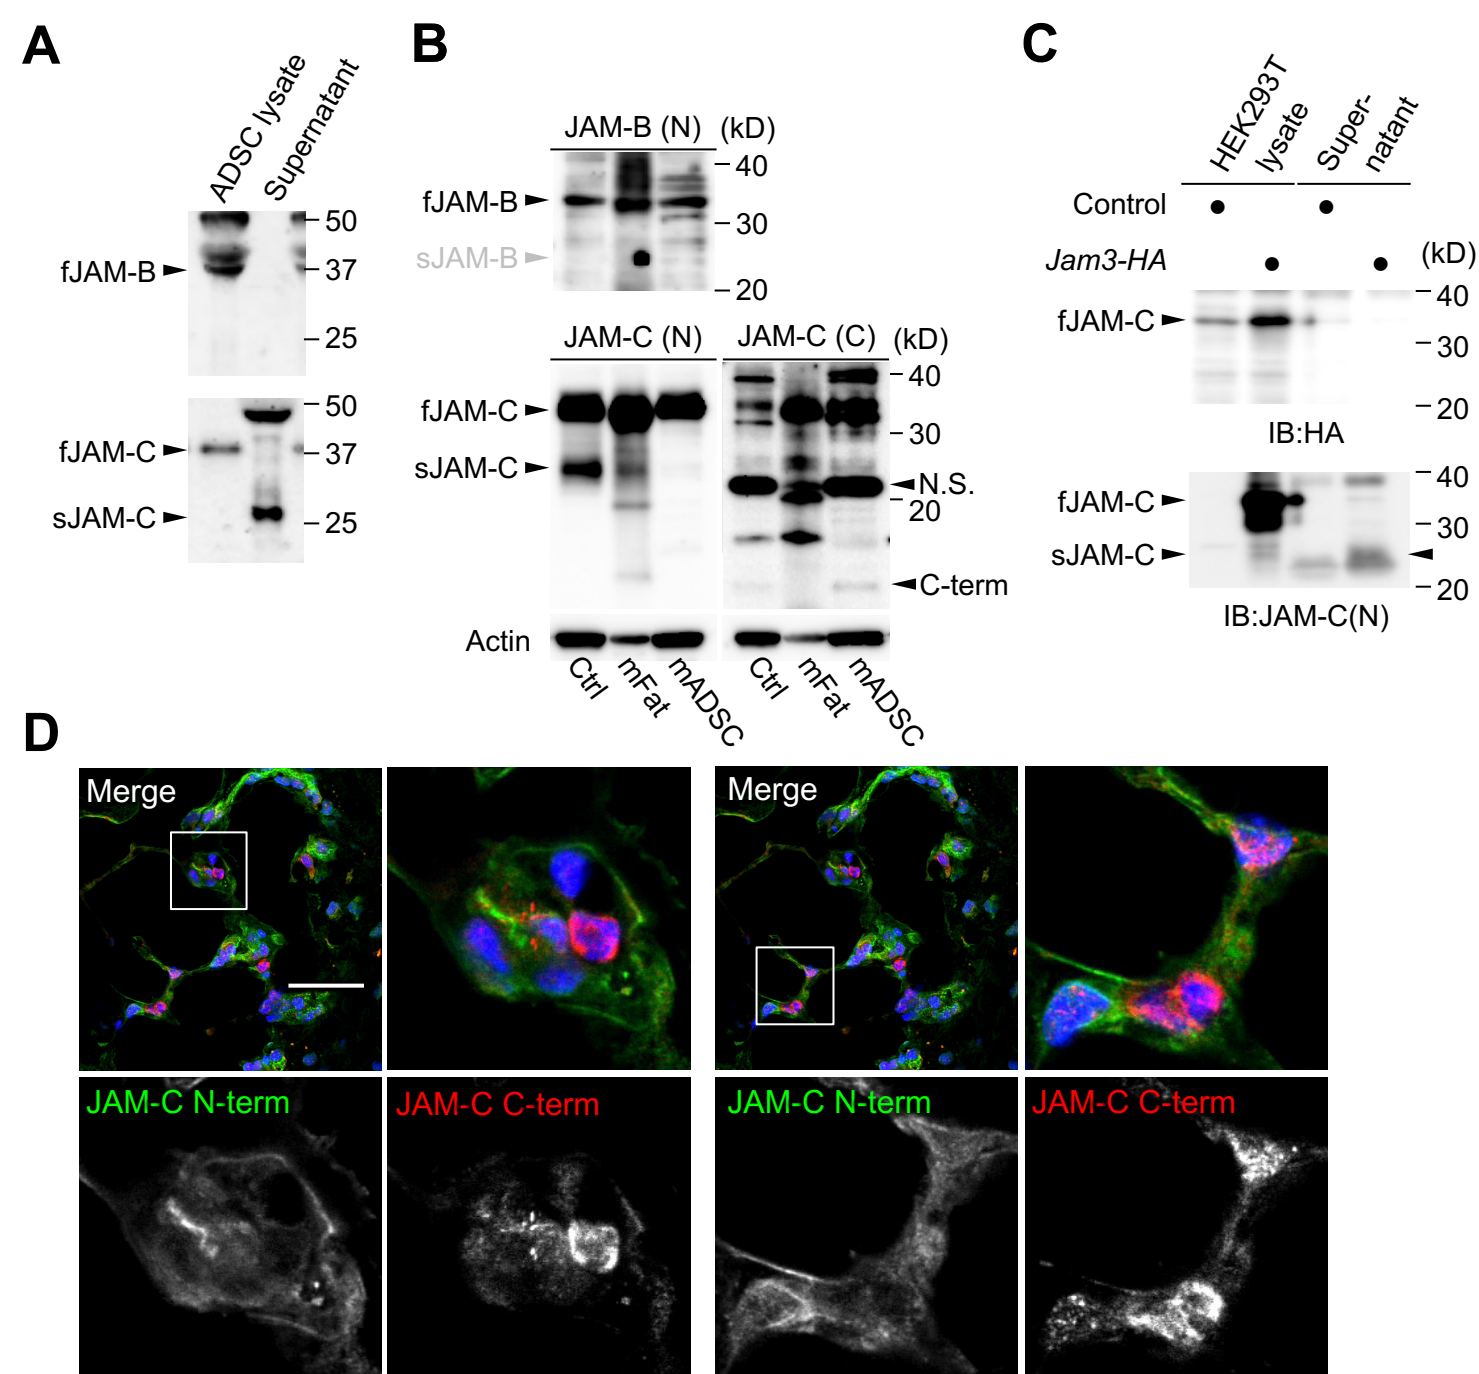 A
ADSC lysate
Supernatant
fJAM-B
50
37
25
fJAM-C
sJAM-C
50
37
25
B
JAM-B (N)
(kD)
fJAM-B
sJAM-B
40
30
20
JAM-C (N)
JAM-C (C)
(kD)
fJAM-C
sJAM-C
40
30
N.S.
20
C-term
Actin
Ctrl
mFat
mADSC
Ctrl
mFat
mADSC
C
HEK293T
lysate
Super-
natant
Control
Jam3-HA
(kD)
fJAM-C
40
30
20
IB:HA
fJAM-C
sJAM-C
40
30
20
IB:JAM-C(N)
D
Merge
Merge
JAM-C N-term
JAM-C C-term
JAM-C N-term
JAM-C C-term